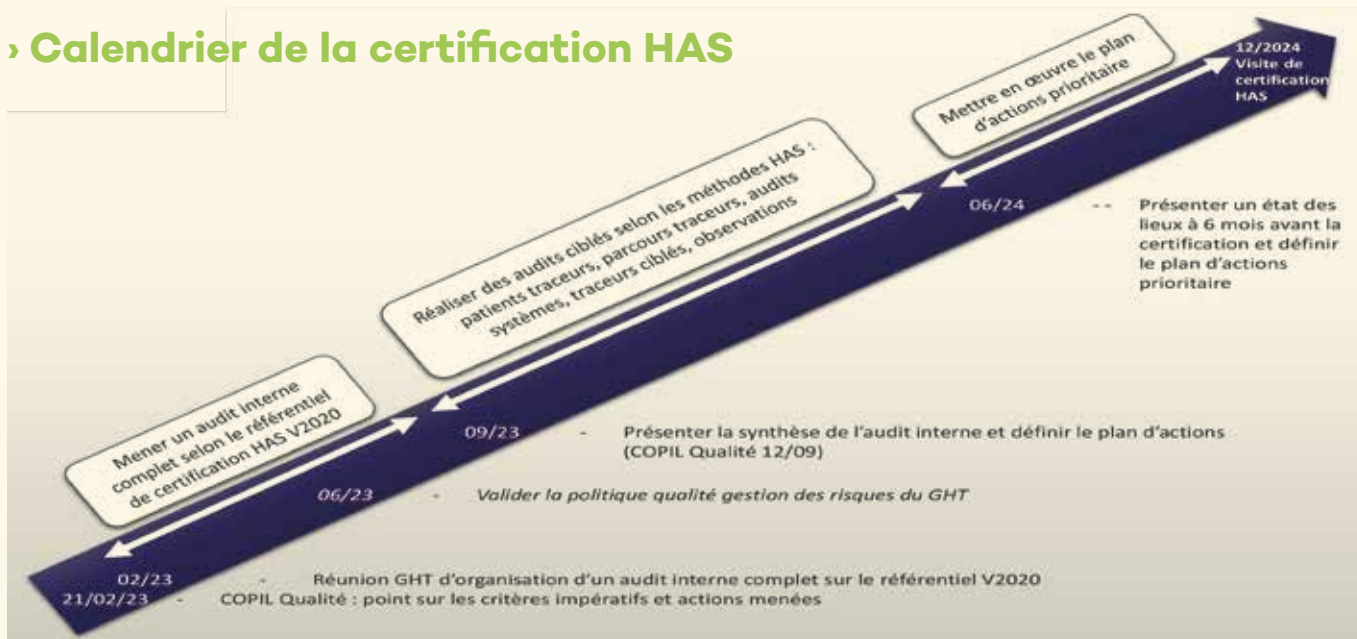 › Calendrier de la certification HAS
12/2024
Visite de
certification
HAS
Mettre en œuvre le plan
d'actions prioritaire
06/24 -- Présenter un état des
lieux à 6 mois avant la
certification et définir
le plan d'actions
prioritaire
Réaliser des audits ciblés selon les méthodes HAS :
patients traceurs, parcours traceurs, audits
systèmes, traceurs ciblés, observations
Mener un audit interne
complet selon le référentiel
de certification HAS V2020
09/23 - Présenter la synthèse de l'audit interne et définir le plan d'actions
(COPIL Qualité 12/09)
06/23 - Valider la politique qualité gestion des risques du GHT
02/23 - Réunion GHT d'organisation d'un audit interne complet sur le référentiel V2020
21/02/23 - COPIL Qualité : point sur les critères impératifs et actions menées